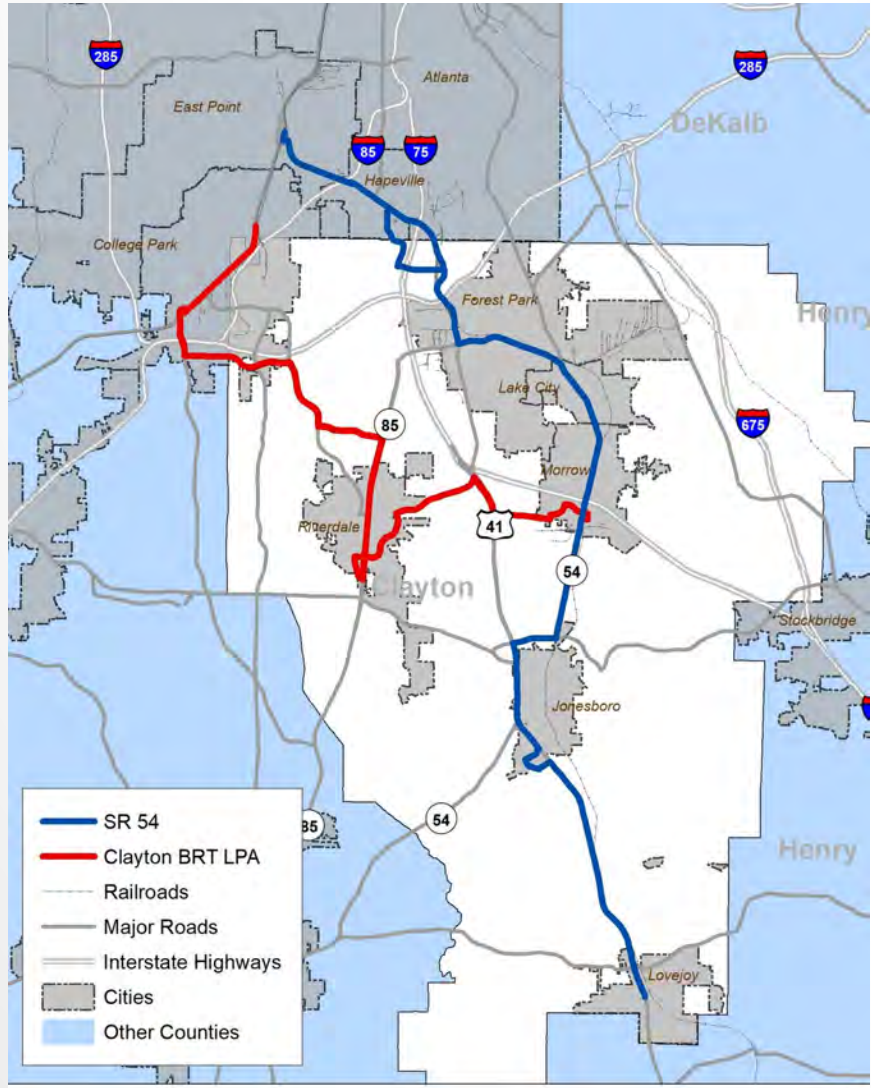 285
Atlanta
285
East Point
DeKalb
85
75
Hapeville
College Park
Forest Park
Henry
Lake City
675
85
Morrow
Riverdale
41
54
Clayton
Stockbridge
Jonesboro
54
85
Henry
Lovejoy
SR 54
Clayton BRT LPA
Railroads
Major Roads
Interstate Highways
Cities
Other Counties